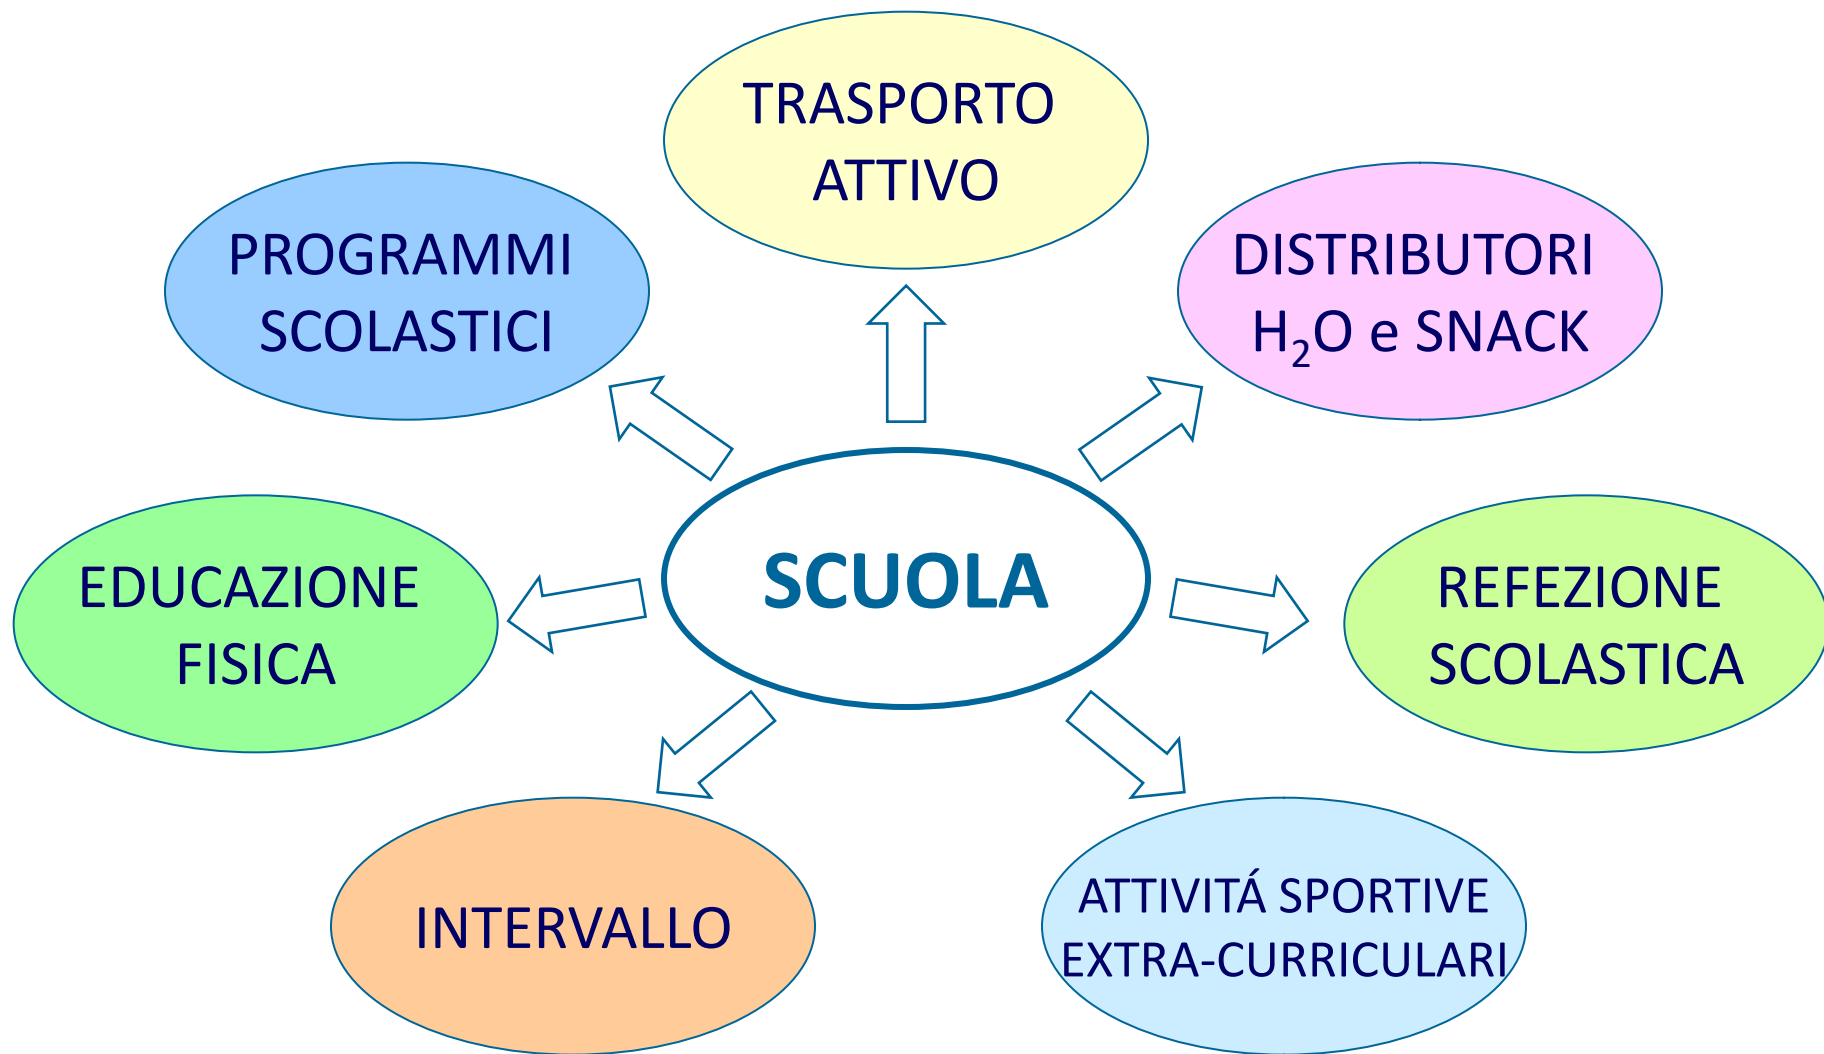 TRASPORTO
ATTIVO
PROGRAMMI
SCOLASTICI
DISTRIBUTORI
H₂O e SNACK
SCUOLA
EDUCAZIONE
FISICA
REFEZIONE
SCOLASTICA
INTERVALLO
ATTIVITÁ SPORTIVE
EXTRA-CURRICULARI